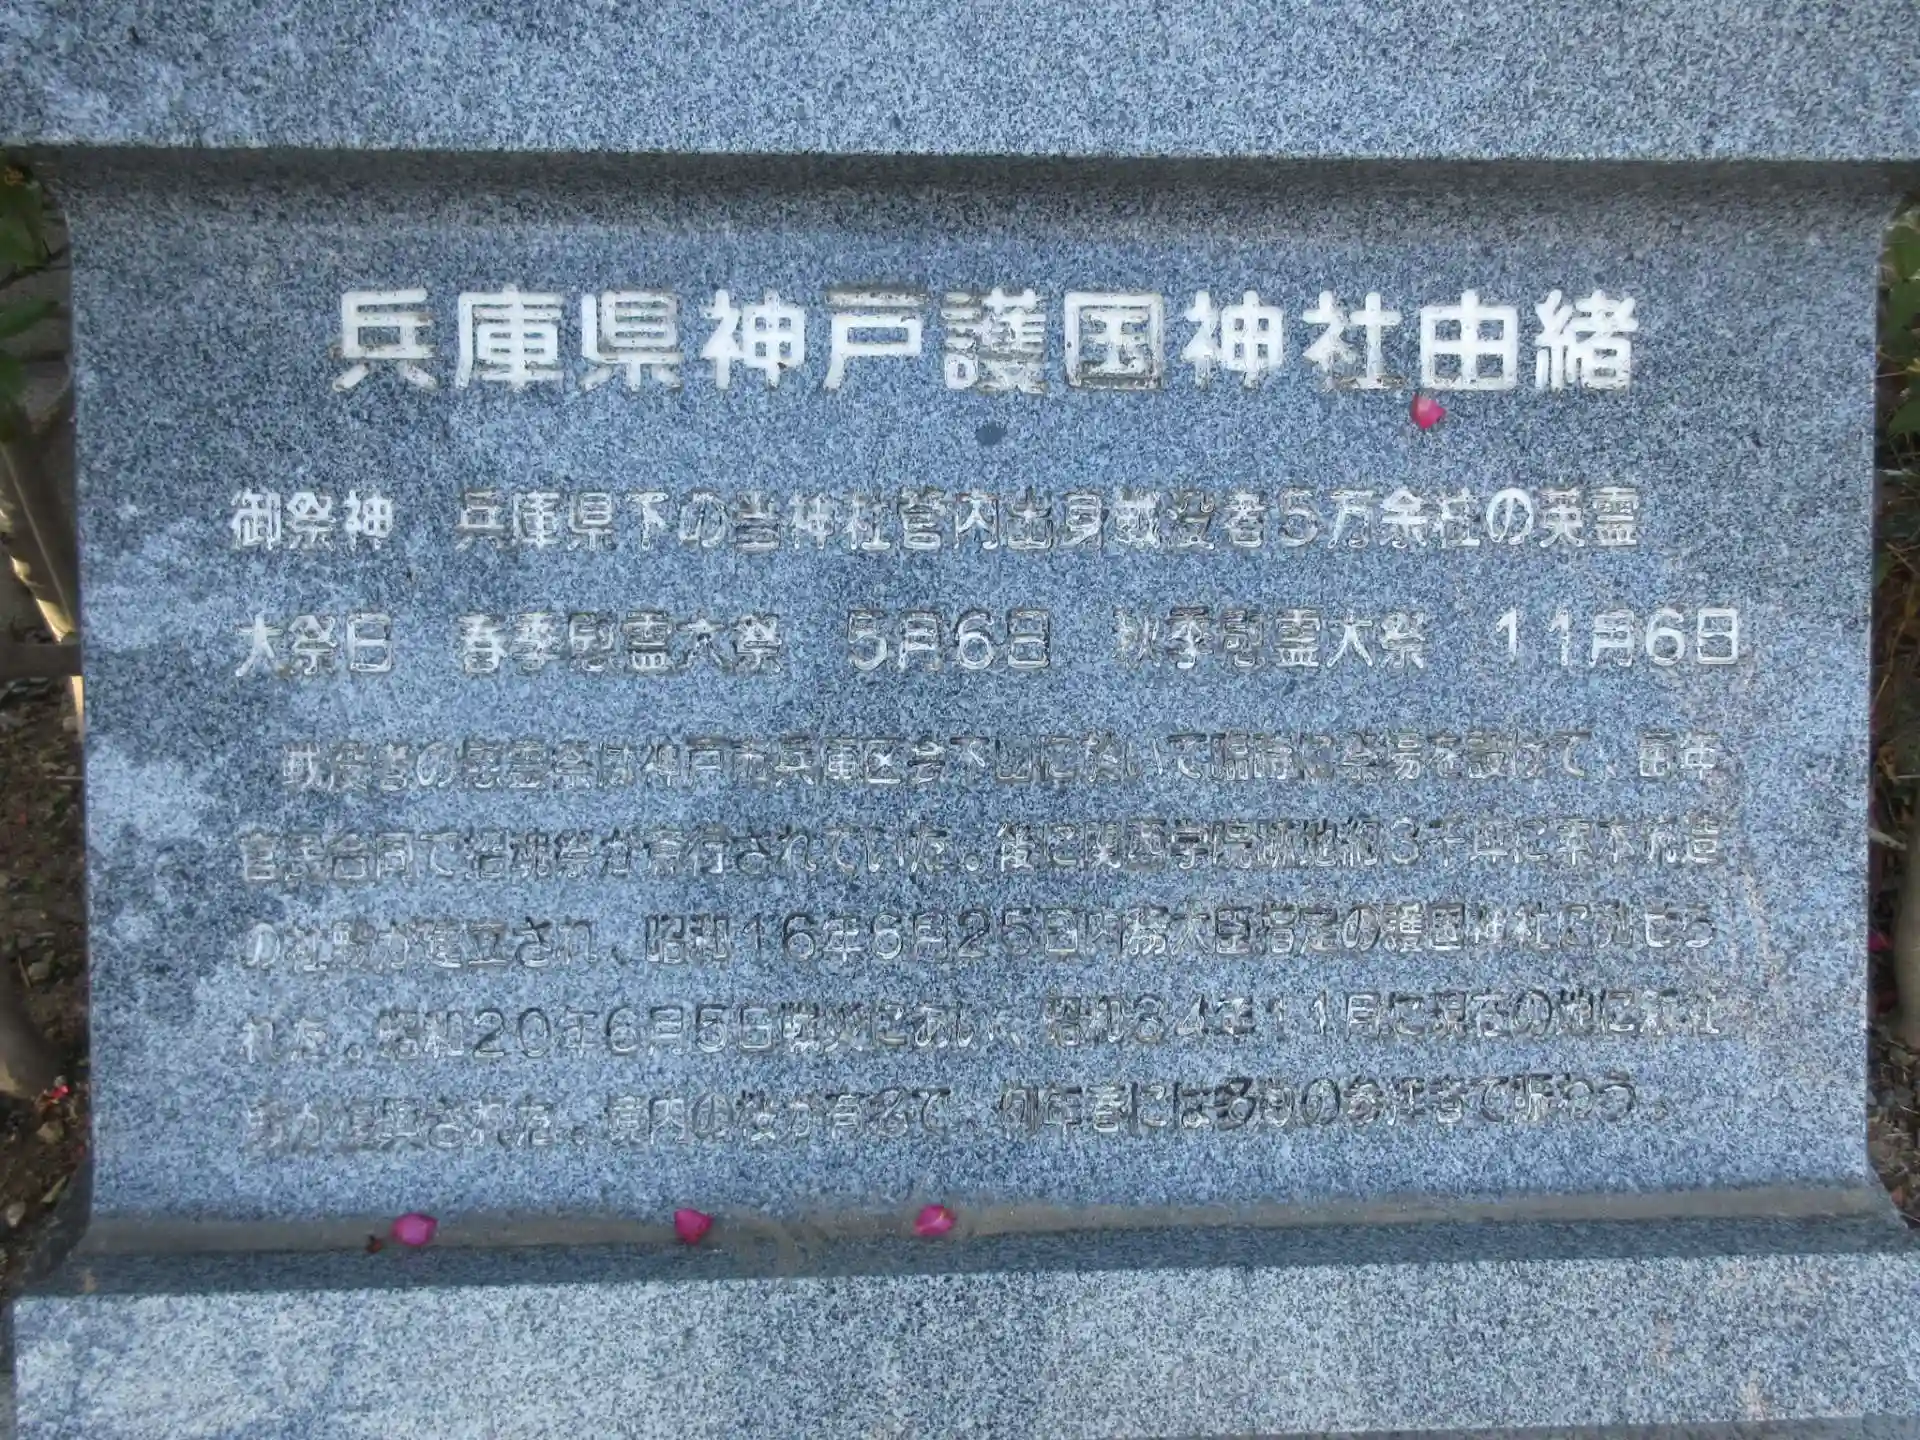 兵庫県神戸護国神社由緒
御祭神 兵庫県下の当神社管内出身戦没者5万余柱の英霊
大祭日 春季慰霊大祭 5月6日 秋季慰霊大祭 11月6日
戦没者の慰霊祭は神戸市兵庫区会下山に於いて臨時に祭場を設けて、毎年
官民合同で招魂祭が斎行されていた。後に関西学院跡地約3千坪に素木流造
の社殿が建立され、昭和16年6月25日内務大臣指定の護国神社に列せら
れた。昭和20年6月5日戦災にあい、昭和34年11月に現在の地に新社
殿が復興された。境内の桜が有名で、例年春には多勢の参拝者で賑わう。